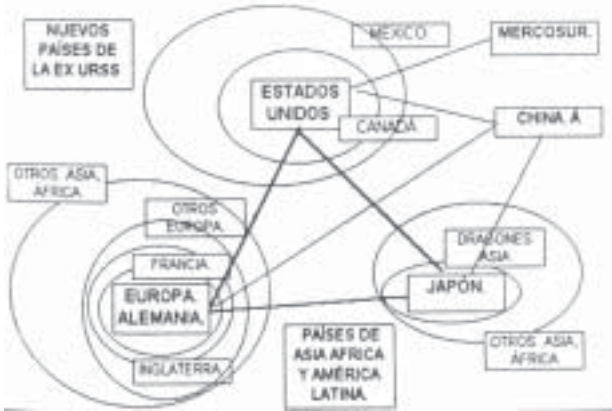 NUEVOS
PAÍSES DE
LA EX URSS
MEXICO
MERCOSUR.
ESTADOS
UNIDOS
CANADÁ
CHINA. Á
OTROS ASIA,
ÁFRICA.
OTROS
EUROPA.
DRAGONES
ASIA
FRANCIA.
EUROPA.
ALEMANIA.
JAPÓN.
PAÍSES DE
ASIA AFRICA
Y AMÉRICA
LATINA.
OTROS ASIA,
ÁFRICA
INGLATERRA.